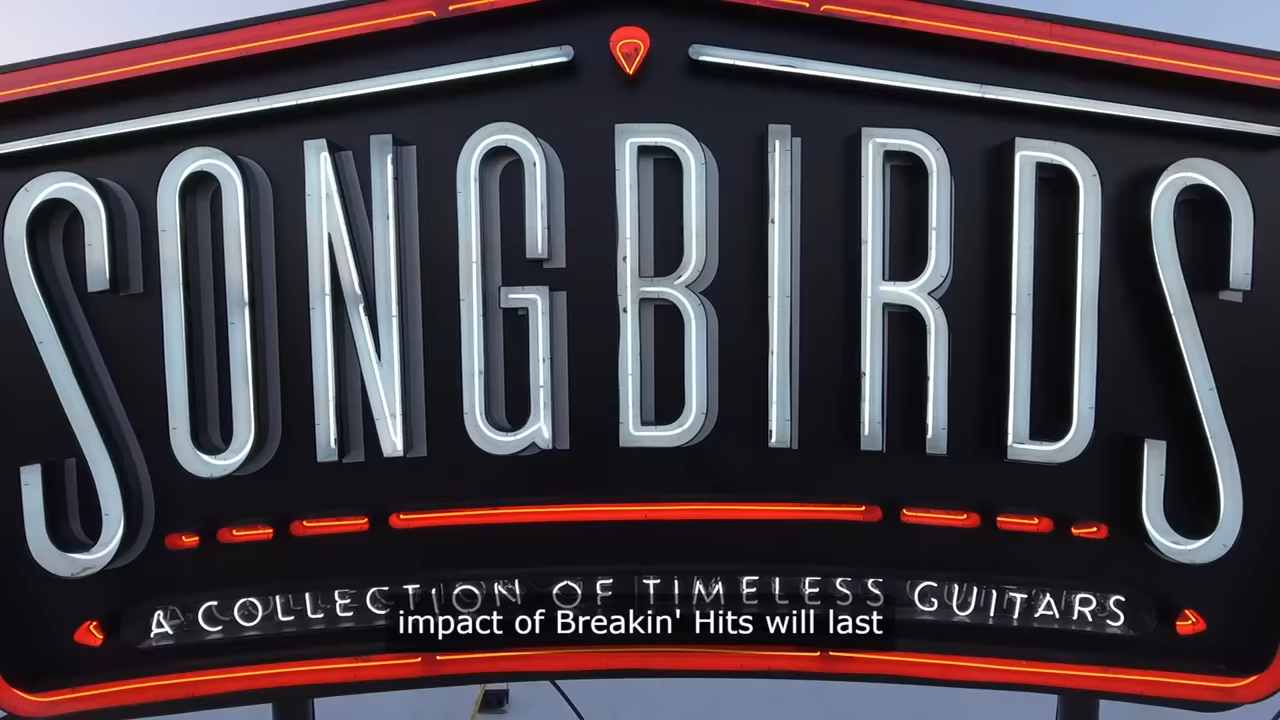 SONGBIRDS
A COLLECTION OF TIMELESS GUITARS
impact of Breakin' Hits will last